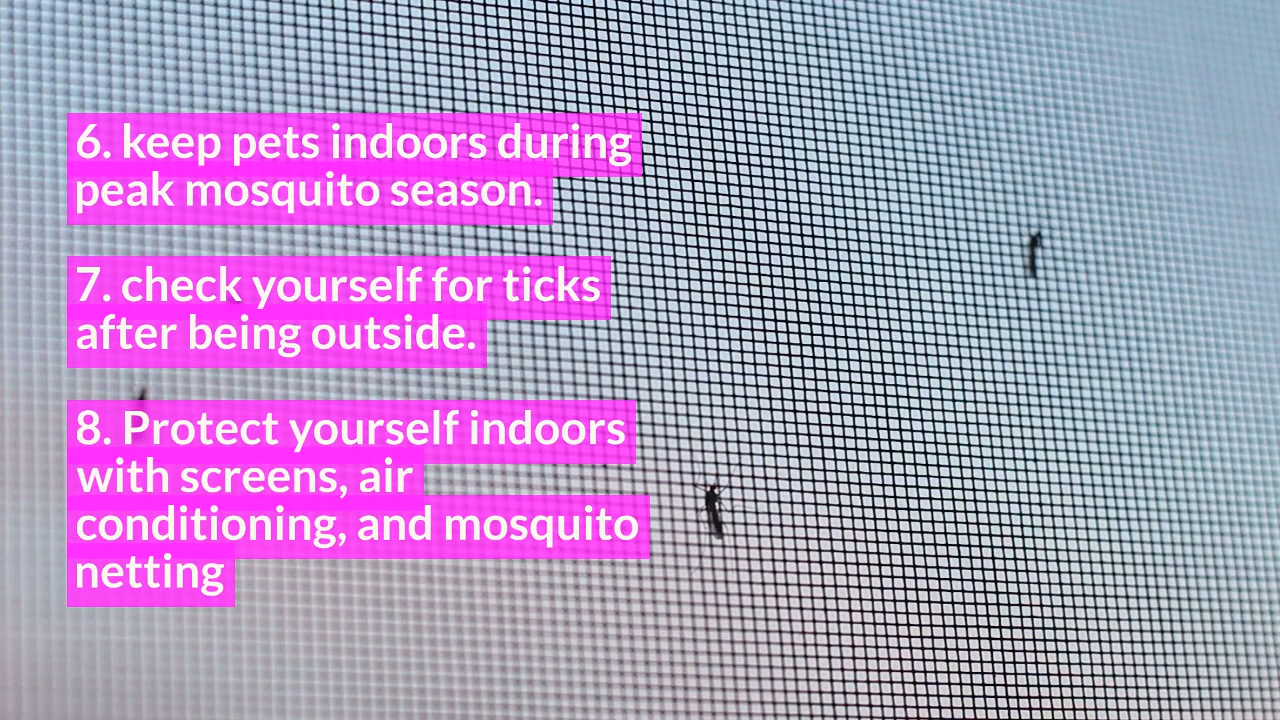 6. keep pets indoors during
peak mosquito season.
7. check yourself for ticks
after being outside.
8. Protect yourself indoors
with screens, air
conditioning, and mosquito
netting